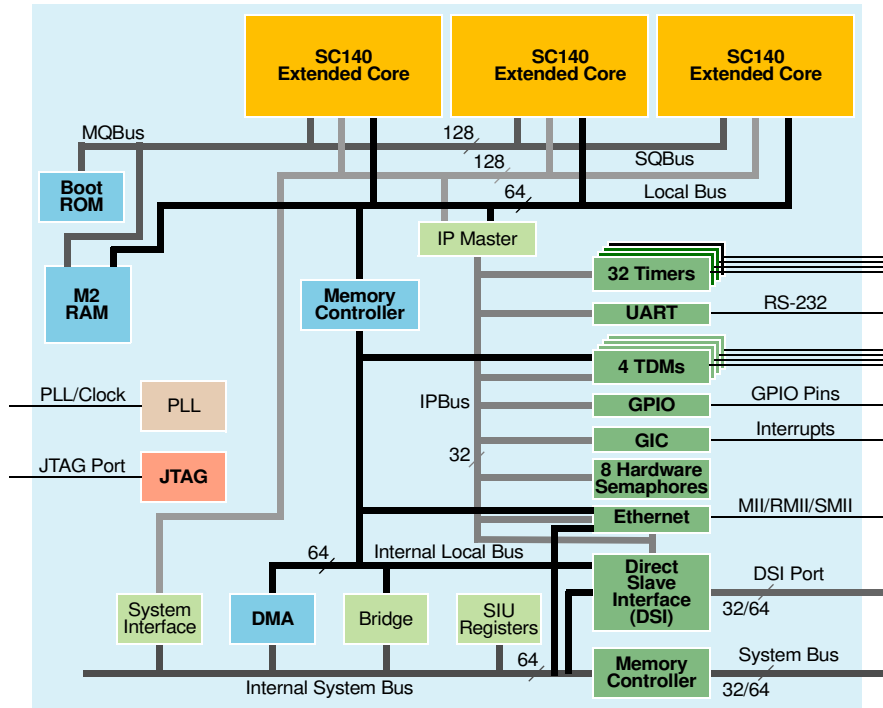 SC140
Extended Core
SC140
Extended Core
SC140
Extended Core
MQBus
128
128
SQBus
64
Local Bus
Boot
ROM
IP Master
M2
RAM
Memory
Controller
32 Timers
UART
RS-232
4 TDMs
PLL/Clock
PLL
IPBus
GPIO
GPIO Pins
GIC
Interrupts
32
JTAG Port
JTAG
8 Hardware
Semaphores
Ethernet
MII/RMII/SMII
64
Internal Local Bus
Direct
Slave
Interface
(DSI)
DSI Port
32/64
System
Interface
DMA
Bridge
SIU
Registers
64
Internal System Bus
Memory
Controller
System Bus
32/64